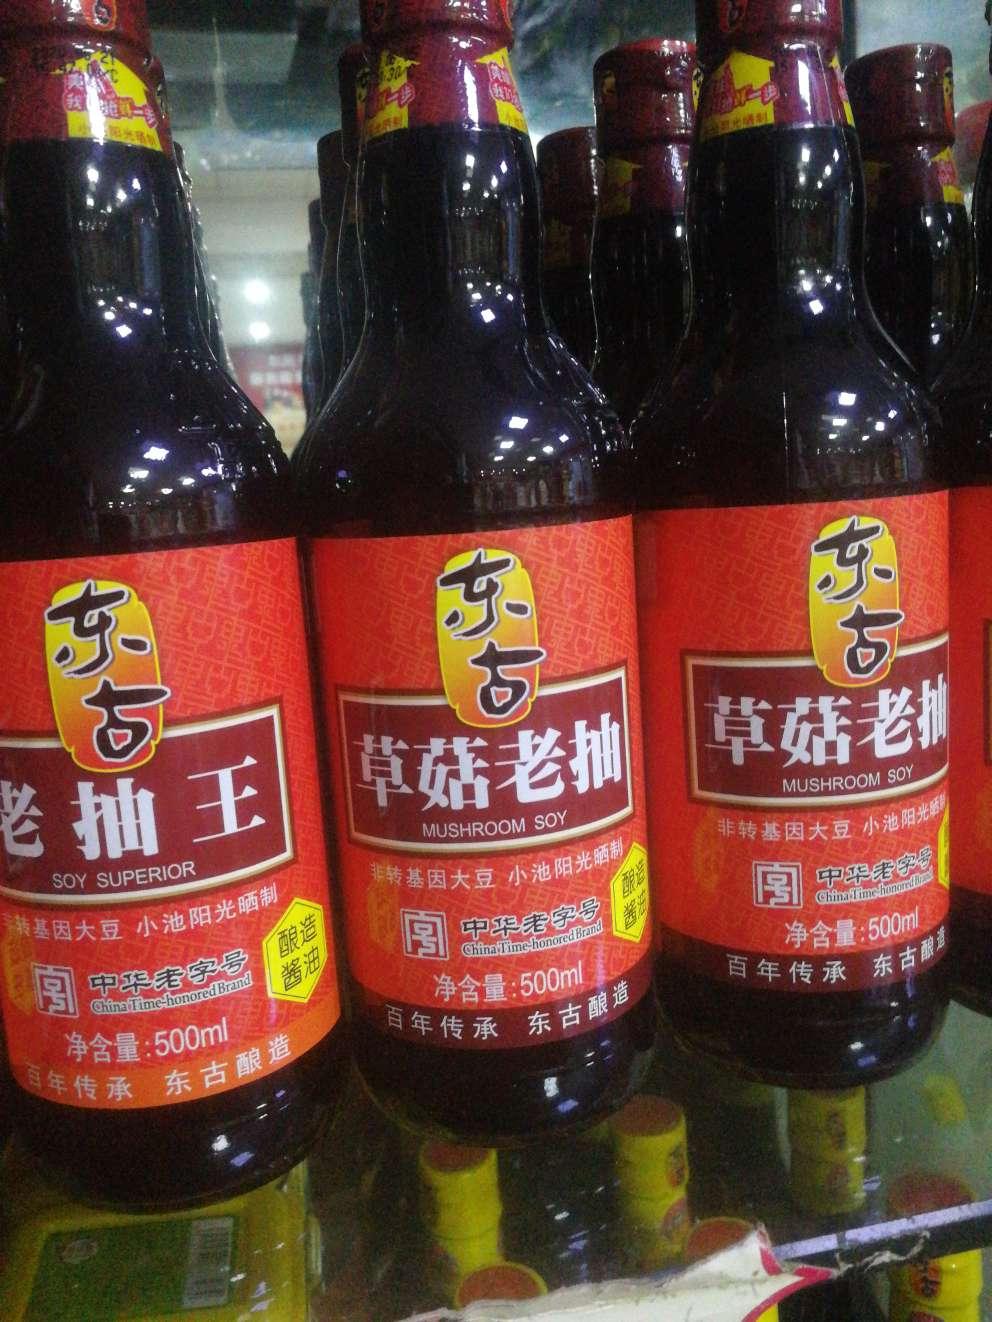 东古
老抽王
SOY SUPERIOR
非转基因大豆 小池阳光晒制
中华老字号
China Time-honored Brand
酿造
酱油
净含量:500ml
百年传承 东古酿造
东古
草菇老抽
MUSHROOM SOY
非转基因大豆 小池阳光晒制
中华老字号
China Time-honored Brand
酿造
酱油
净含量:500ml
百年传承 东古酿造
东古
草菇老抽
MUSHROOM SOY
非转基因大豆 小池阳光晒制
中华老字号
China Time-honored Brand
净含量:500ml
百年传承 东古酿造